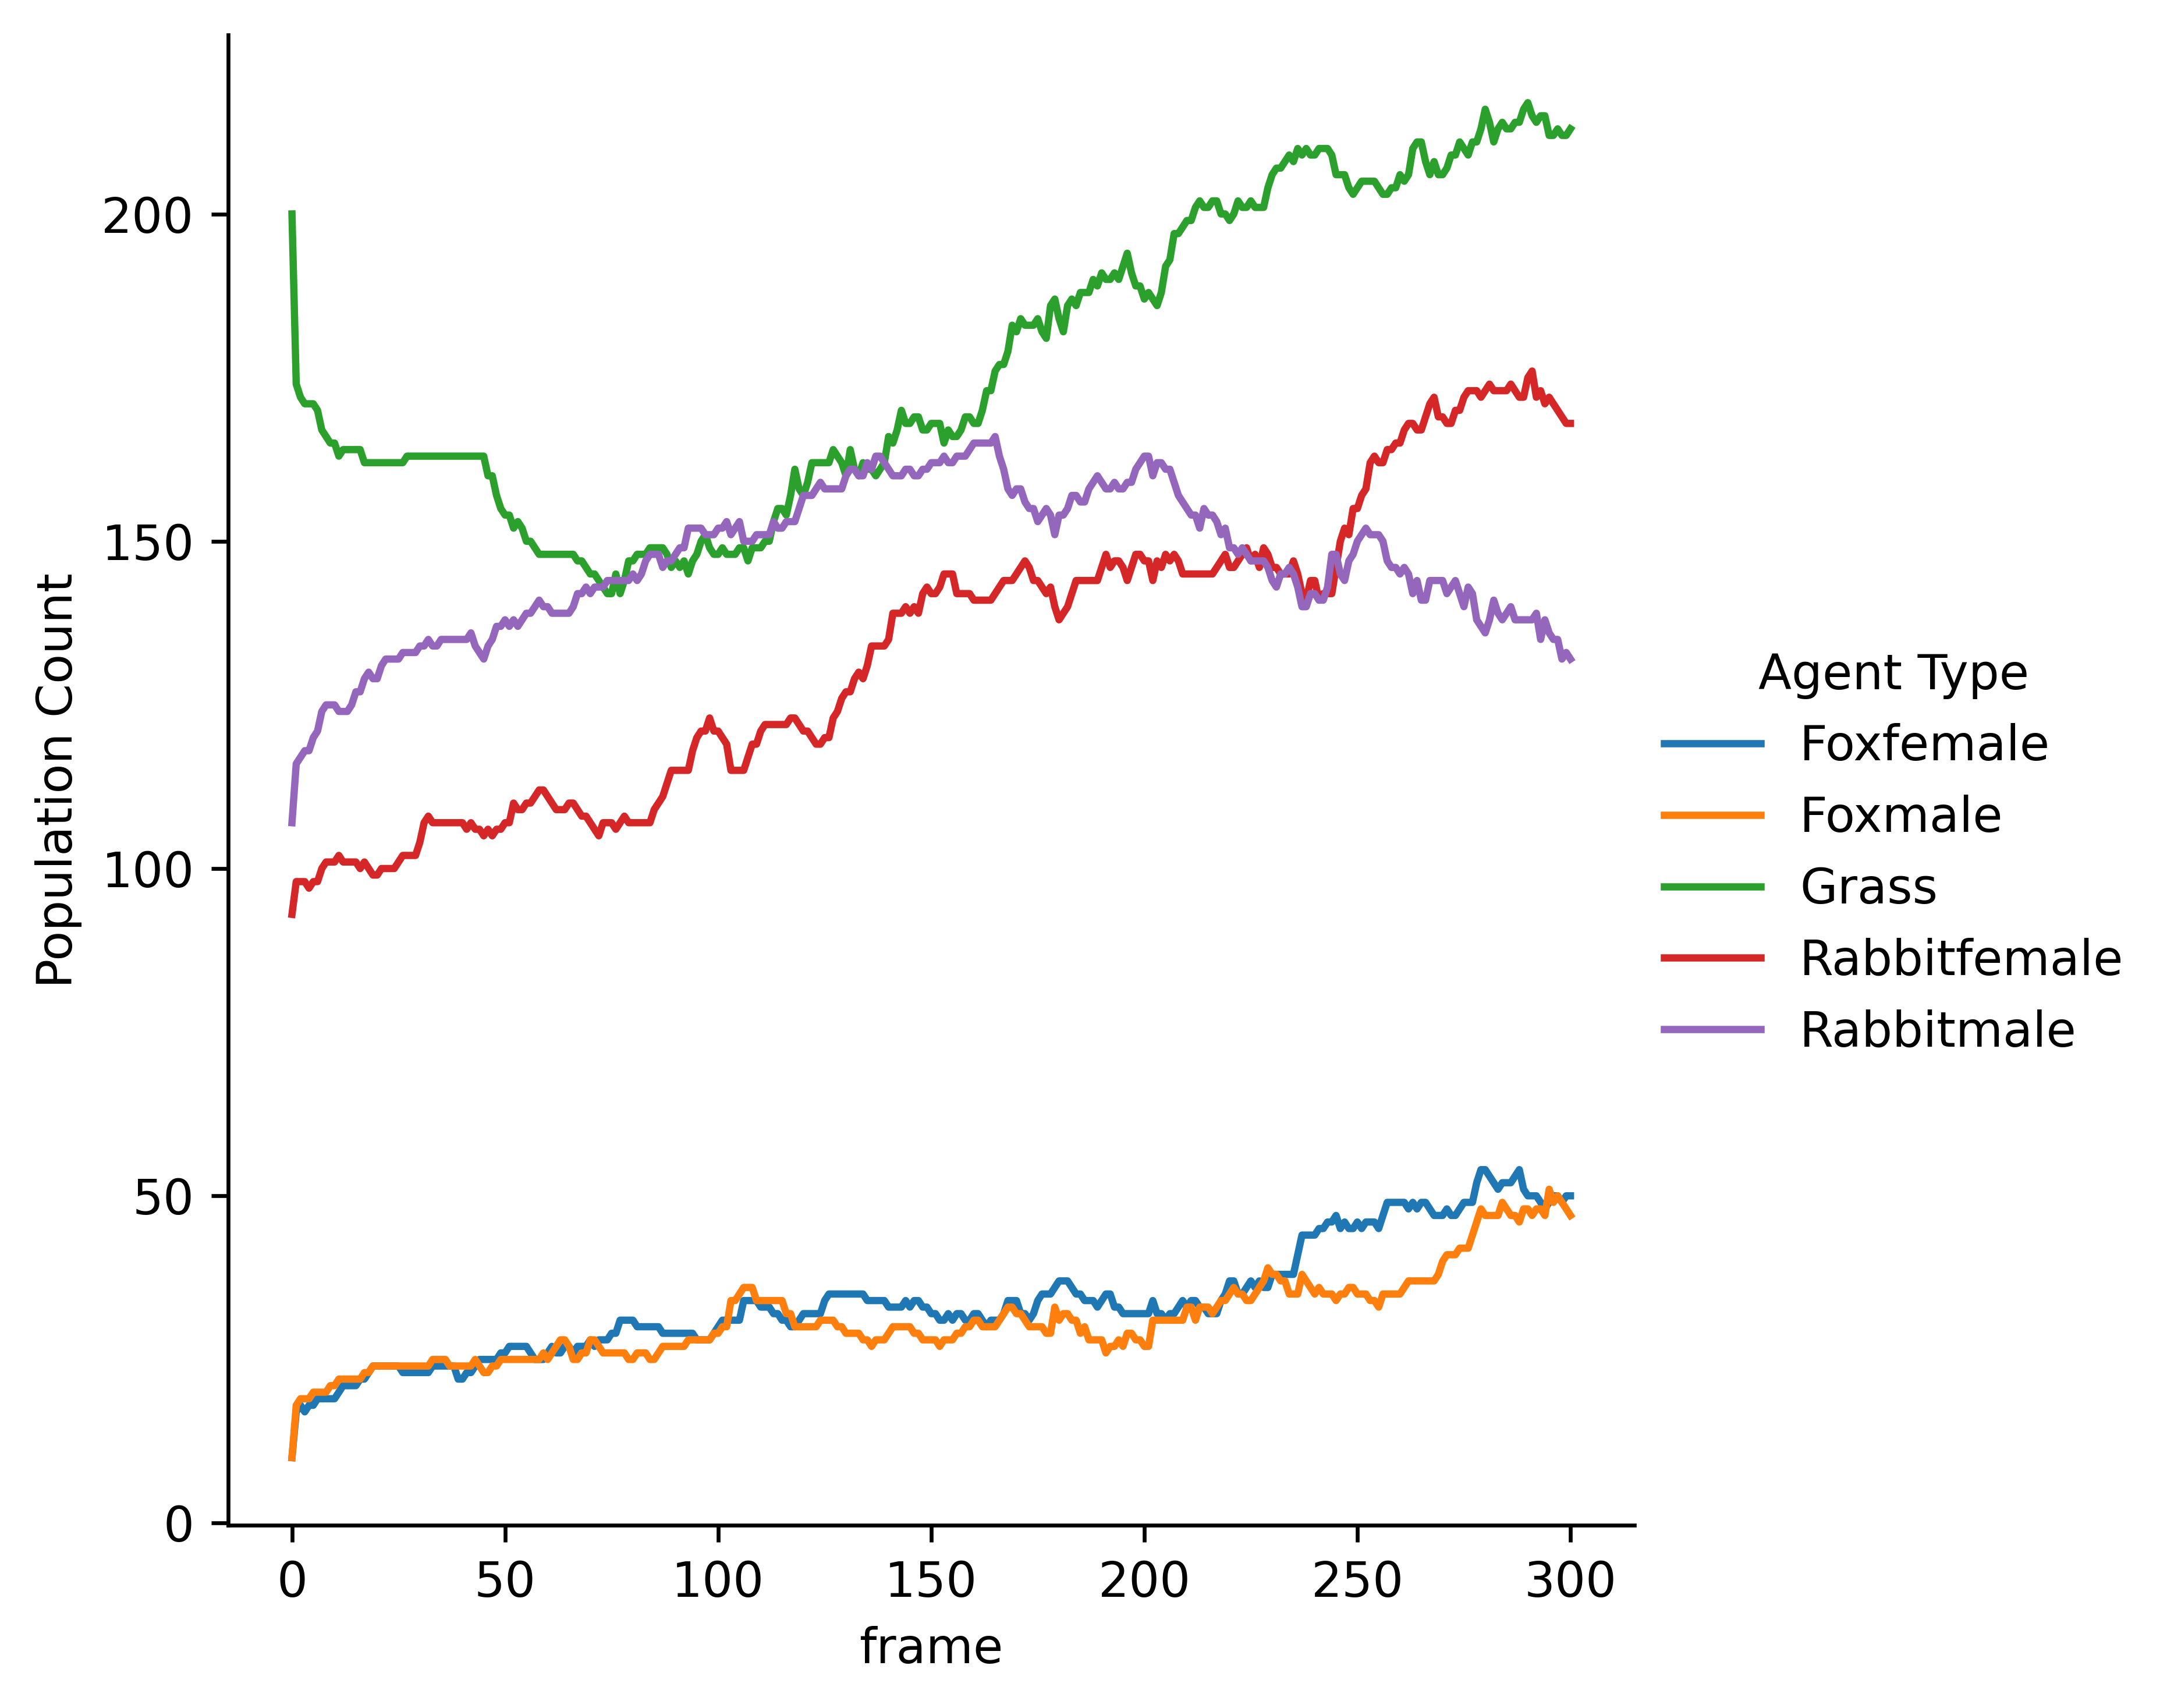 200
150
100
50
0
Population Count
0 50 100 150 200 250 300
frame
Agent Type
Foxfemale
Foxmale
Grass
Rabbitfemale
Rabbitmale